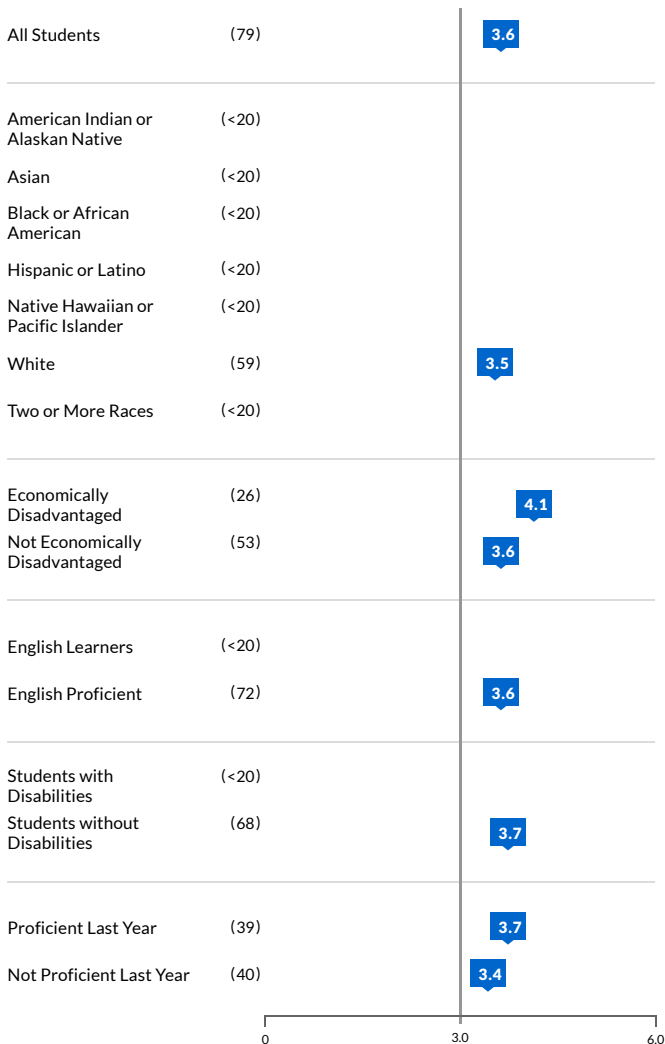 All Students (79) 3.6
American Indian or (<20)
Alaskan Native
Asian (<20)
Black or African (<20)
American
Hispanic or Latino (<20)
Native Hawaiian or (<20)
Pacific Islander
White (59) 3.5
Two or More Races (<20)
Economically (26) 4.1
Disadvantaged
Not Economically (53) 3.6
Disadvantaged
English Learners (<20)
English Proficient (72) 3.6
Students with (<20)
Disabilities
Students without (68) 3.7
Disabilities
Proficient Last Year (39) 3.7
Not Proficient Last Year (40) 3.4
0 3.0 6.0